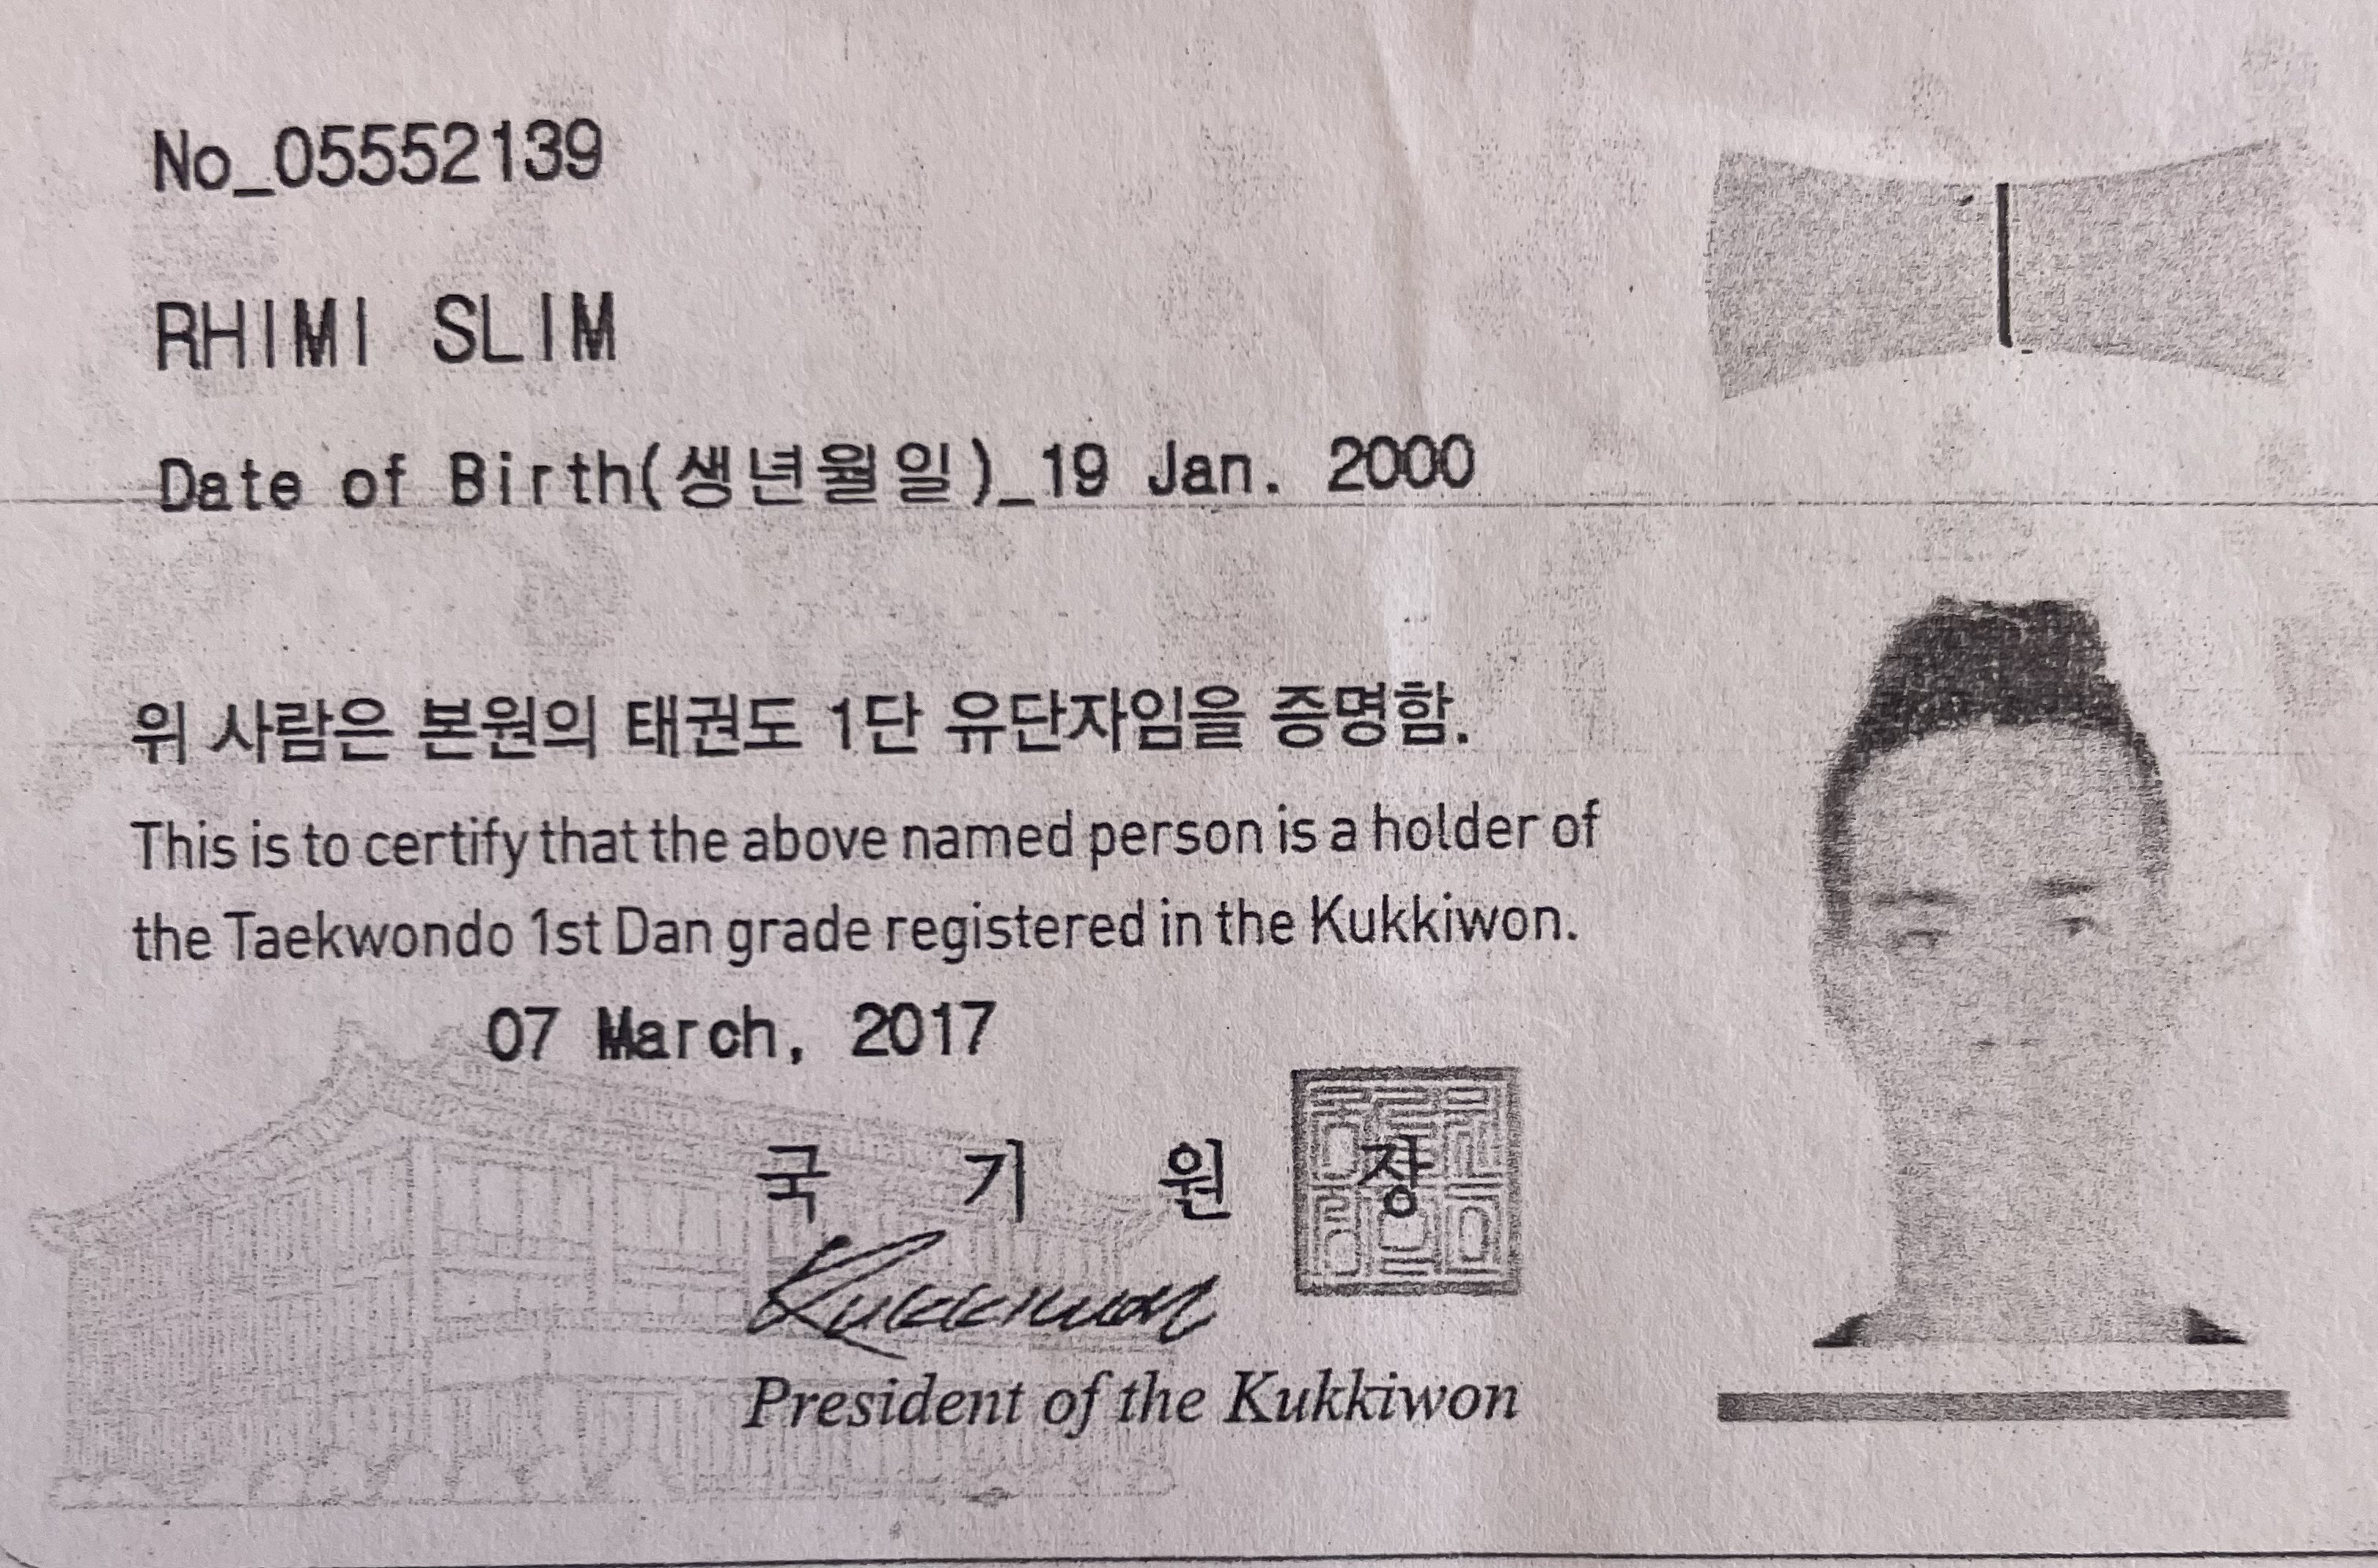 No_05552139
RHIMI SLIM
Date of Birth(생년월일)_19 Jan. 2000
위 사람은 본원의 태권도 1단 유단자임을 증명함.
This is to certify that the above named person is a holder of
the Taekwondo 1st Dan grade registered in the Kukkiwon.
07 March, 2017
국 기 원 장
Kukkiwon
President of the Kukkiwon